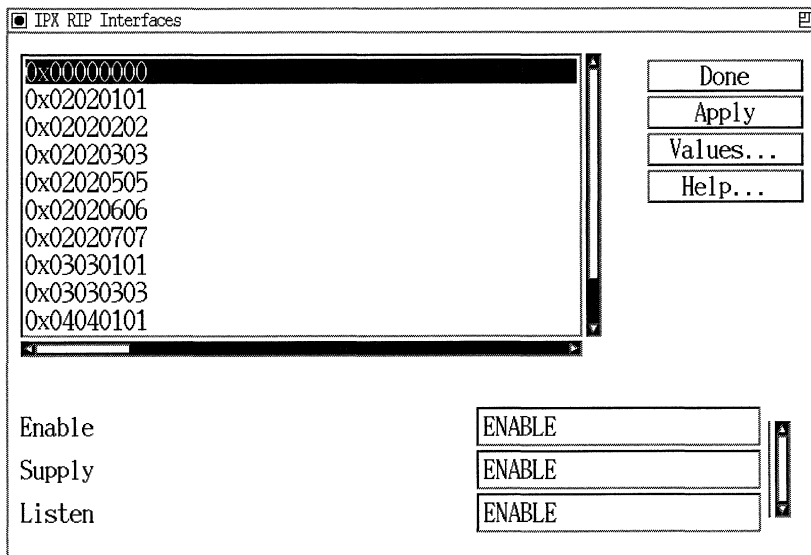 IPX RIP Interfaces
0x00000000
0x02020101
0x02020202
0x02020303
0x02020505
0x02020606
0x02020707
0x03030101
0x03030303
0x04040101
Done
Apply
Values...
Help...
Enable ENABLE
Supply ENABLE
Listen ENABLE